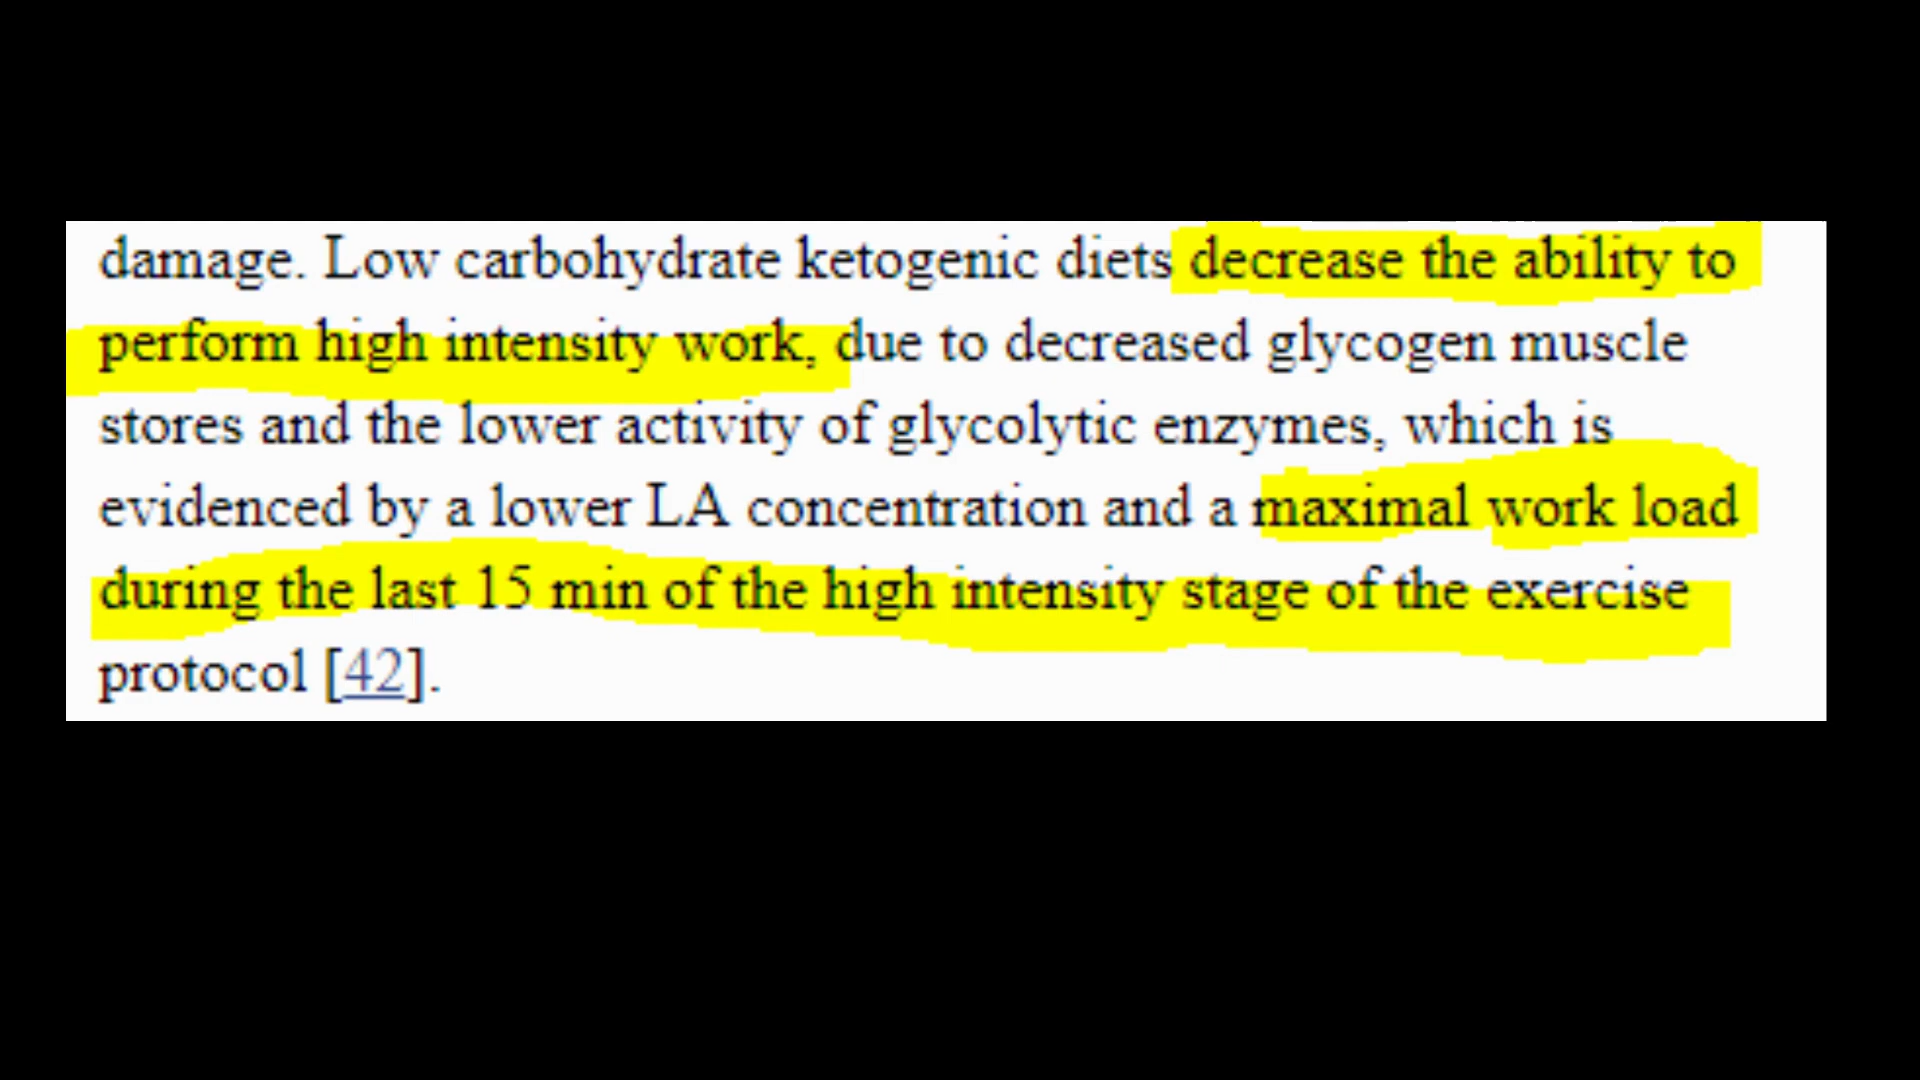 damage. Low carbohydrate ketogenic diets decrease the ability to
perform high intensity work, due to decreased glycogen muscle
stores and the lower activity of glycolytic enzymes, which is
evidenced by a lower LA concentration and a maximal work load
during the last 15 min of the high intensity stage of the exercise
protocol [42].